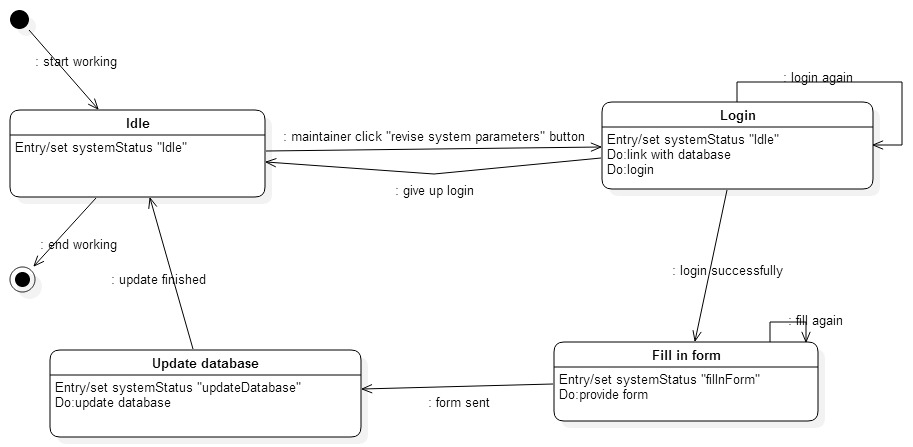 : start working
: login again
Idle
Entry/set systemStatus "Idle"
: maintainer click "revise system parameters" button
Login
Entry/set systemStatus "Idle"
Do:link with database
Do:login
: give up login
: end working
: update finished
: login successfully
: fill again
Update database
Entry/set systemStatus "updateDatabase"
Do:update database
: form sent
Fill in form
Entry/set systemStatus "fillInForm"
Do:provide form